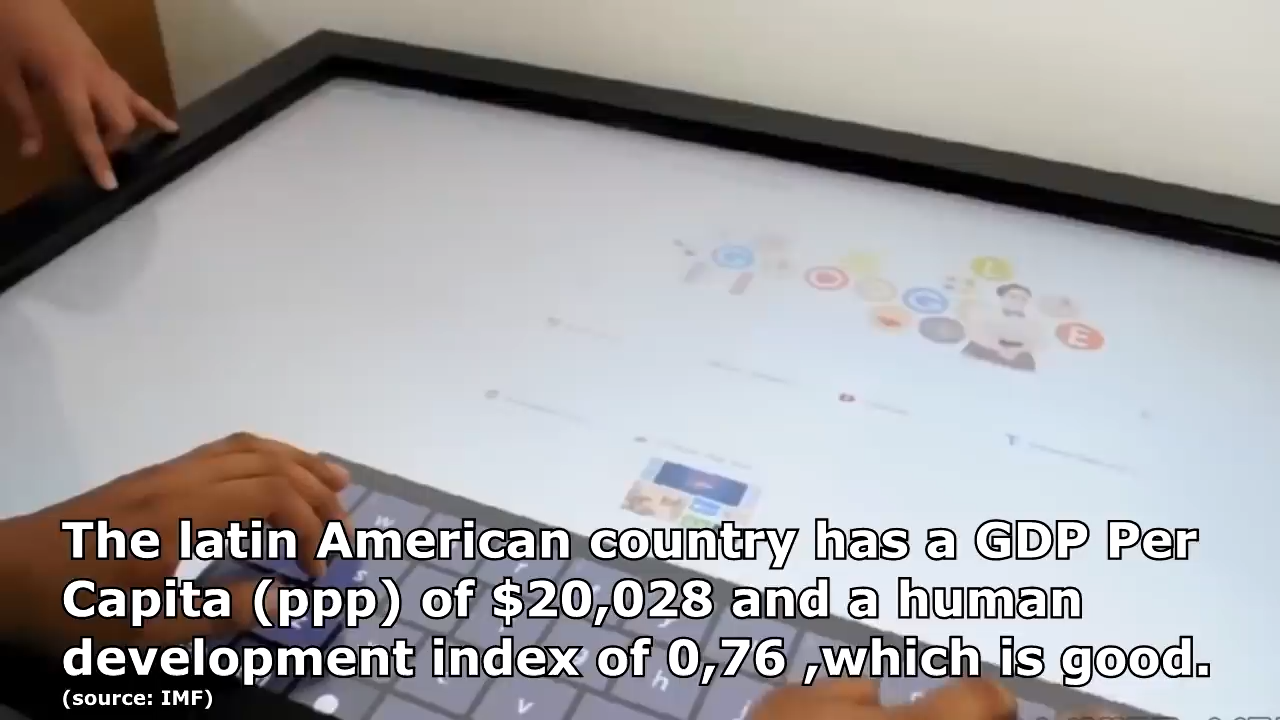 G
L
G
E
w
s
h
v
The latin American country has a GDP Per
Capita (ppp) of $20,028 and a human
development index of 0,76 ,which is good.
(source: IMF)